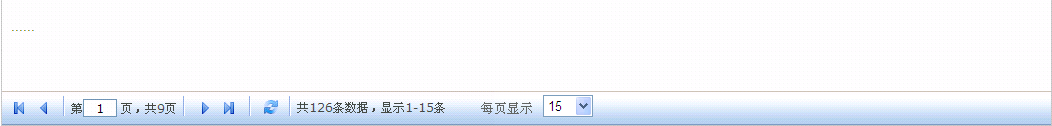 ......
第 1 页，共9页 共126条数据，显示1-15条 每页显示 15